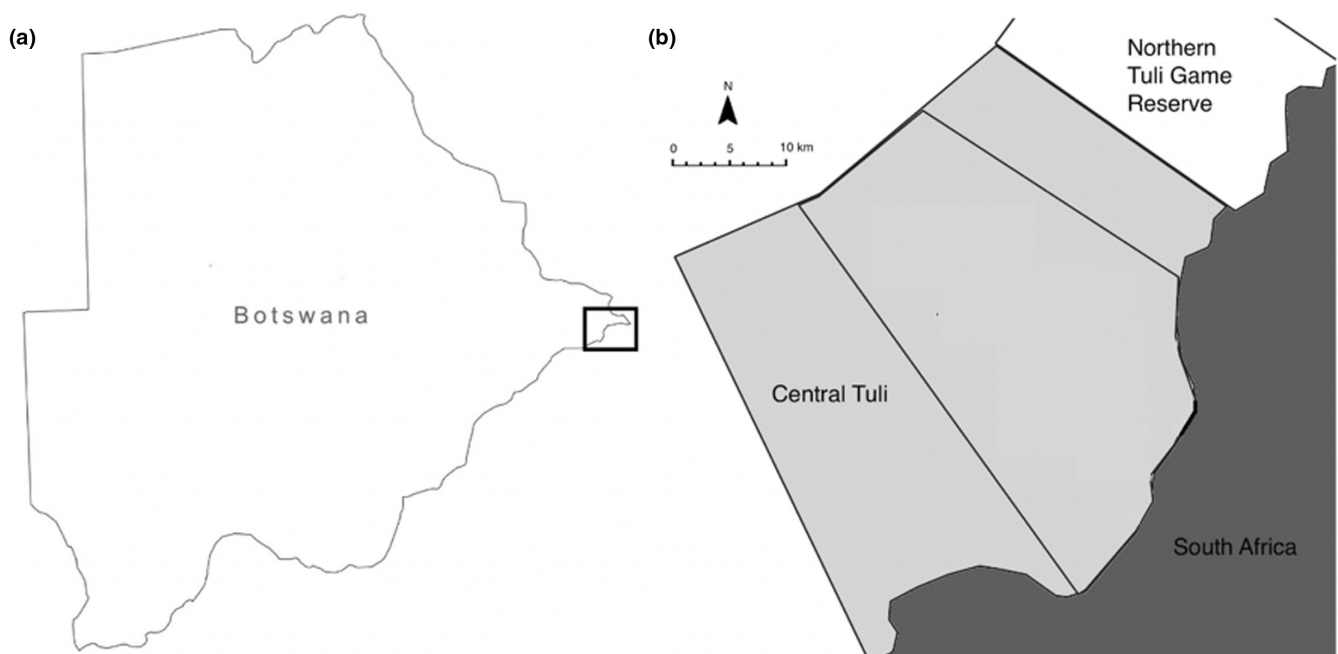 (a)
Botswana
(b)
N
0 5 10 km
Northern
Tuli Game
Reserve
Central Tuli
South Africa